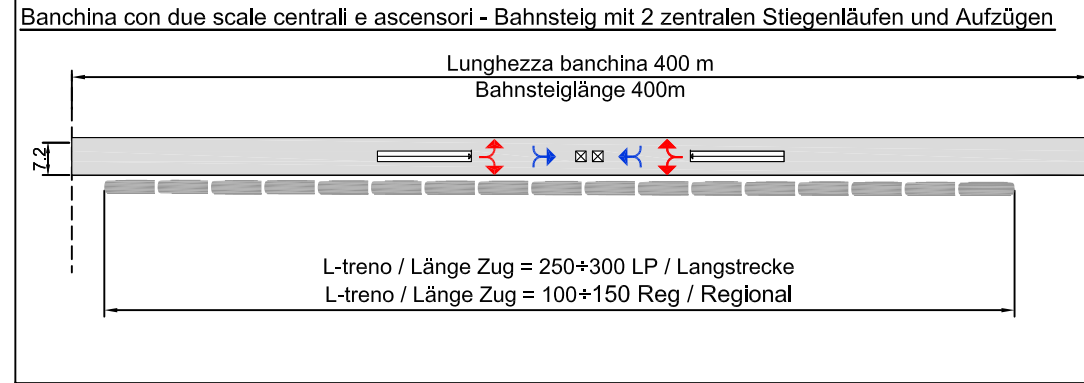 Banchina con due scale centrali e ascensori - Bahnsteig mit 2 zentralen Stiegenläufen und Aufzügen
Lunghezza banchina 400 m
Bahnsteiglänge 400m
7.2
L-treno / Länge Zug = 250÷300 LP / Langstrecke
L-treno / Länge Zug = 100÷150 Reg / Regional